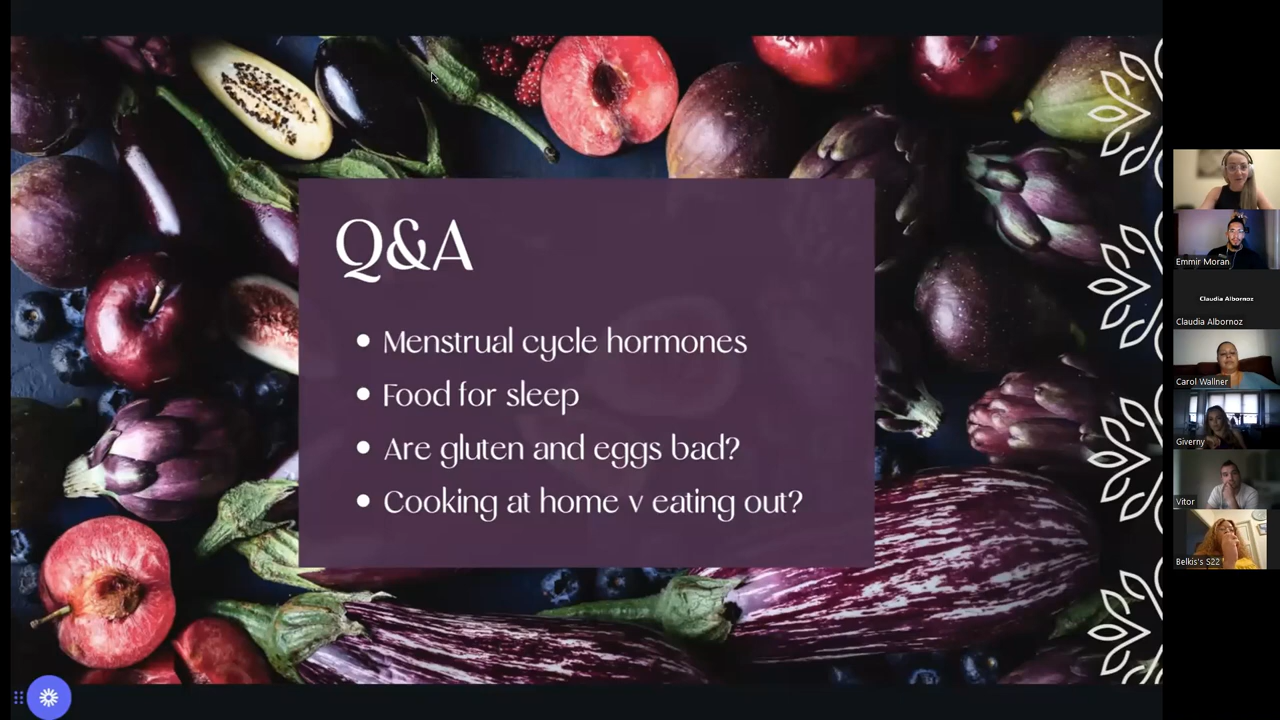 Q&A
Menstrual cycle hormones
Food for sleep
Are gluten and eggs bad?
Cooking at home v eating out?
Emmir Moran
Claudia Albornoz
Claudia Albornoz
Carol Wallner
Giverny
Vitor
Belkis's S22